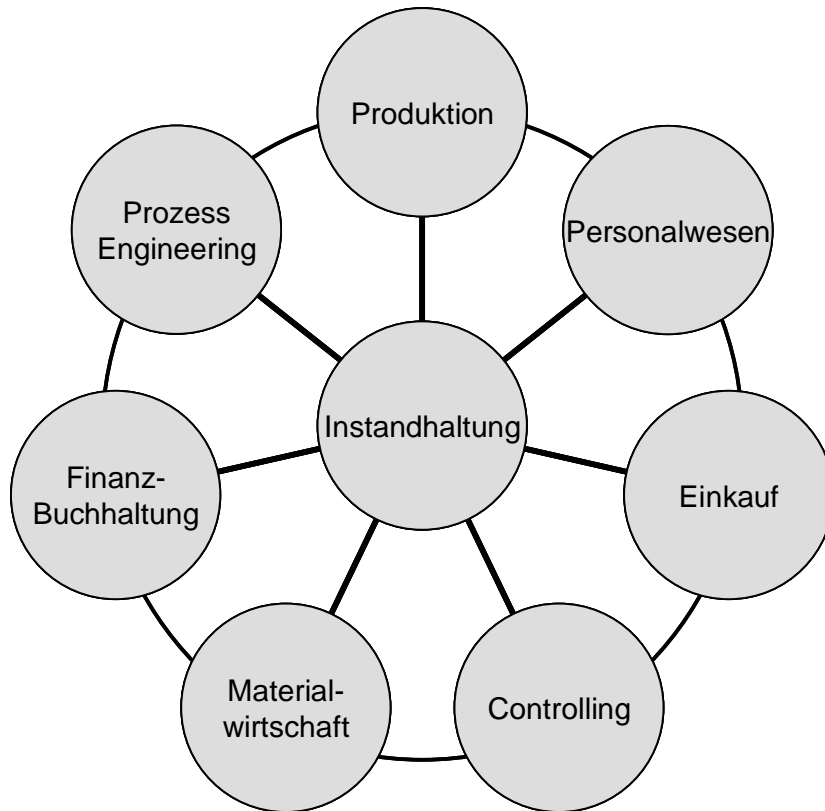 Produktion
Prozess
Engineering
Personalwesen
Instandhaltung
Finanz-
Buchhaltung
Einkauf
Material-
wirtschaft
Controlling